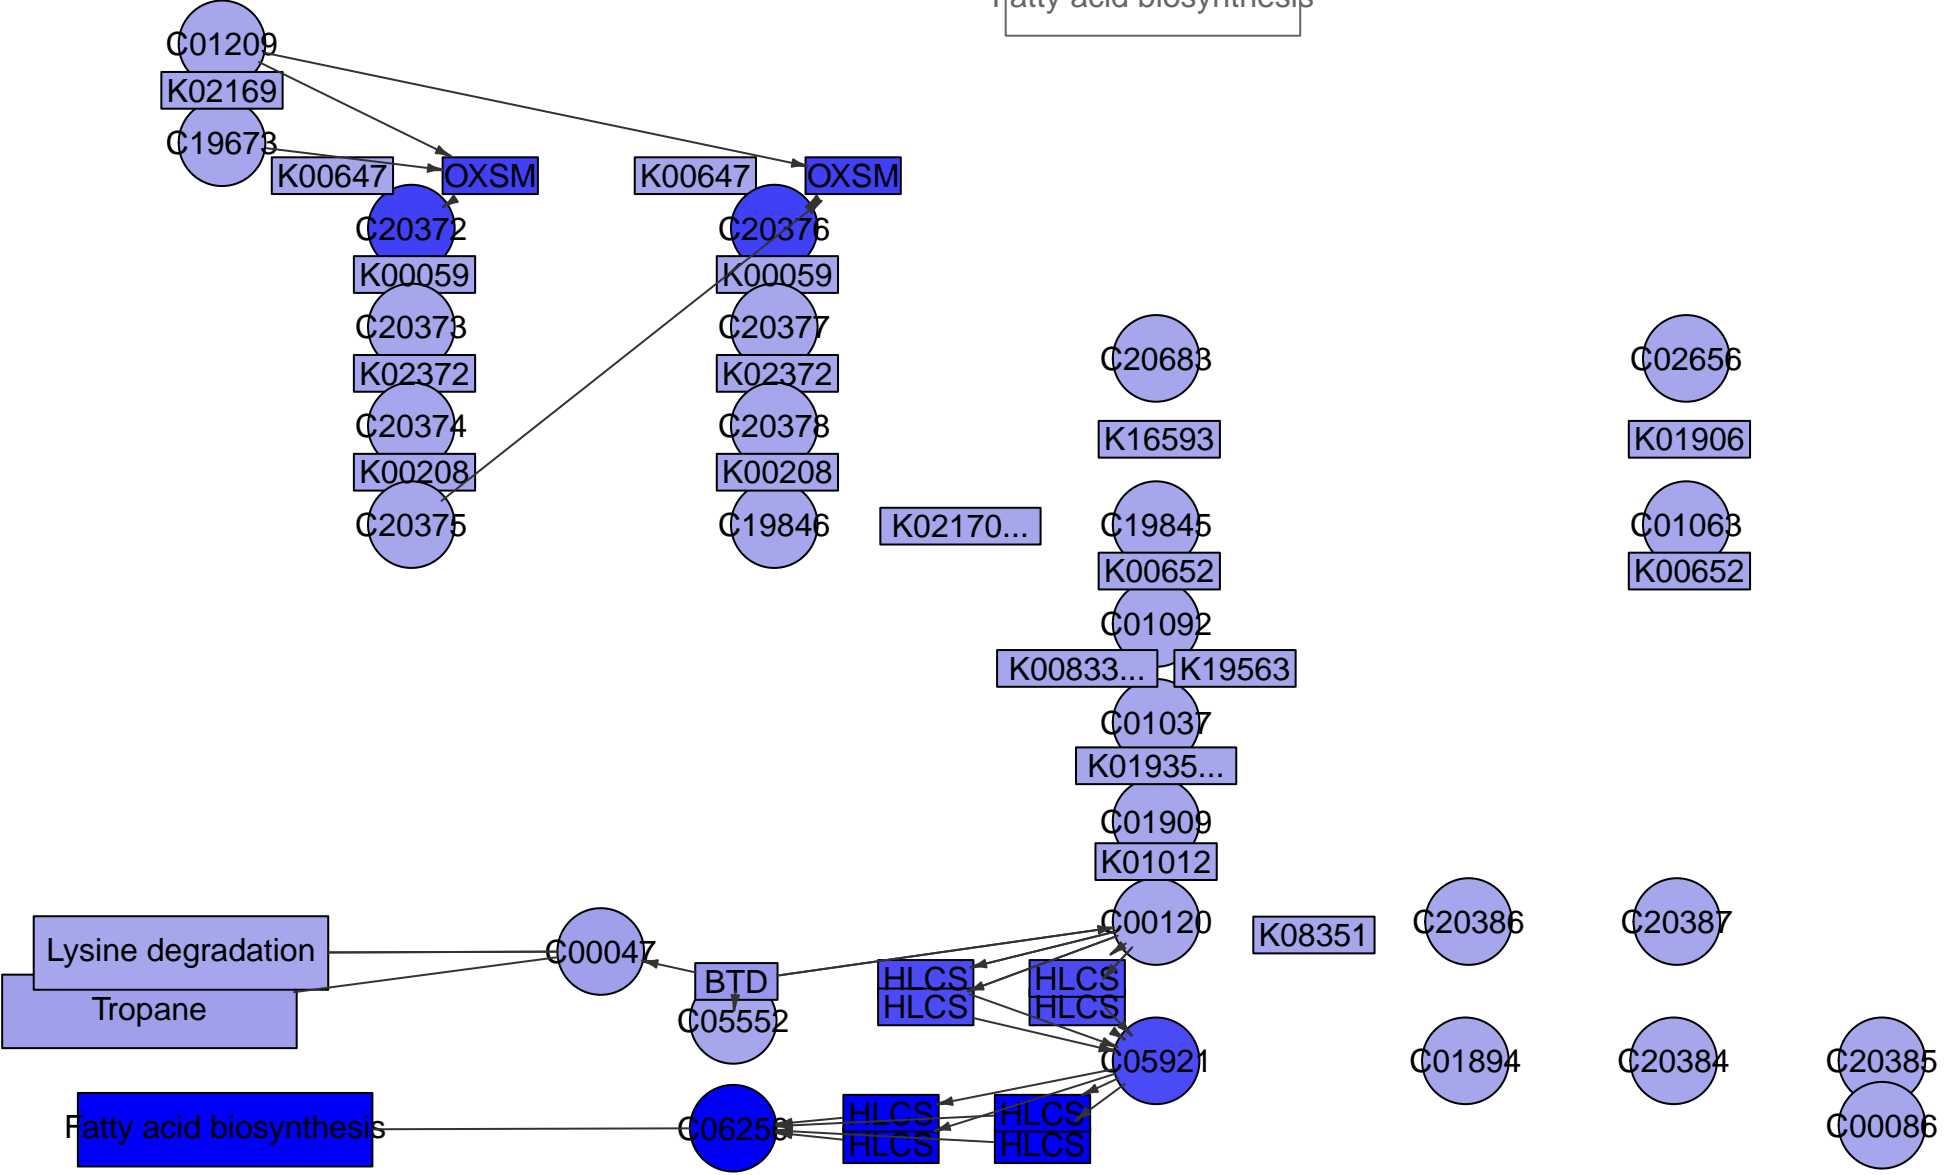 Fatty acid biosynthesis
C01209
K02169
C19673
K00647
OXSM
K00647
OXSM
C20372
C20376
K00059
K00059
C20373
C20377
C20683
C02656
K02372
K02372
C20374
C20378
K16593
K01906
K00208
K00208
C20375
C19846
K02170...
C19845
C01063
K00652
K00652
C01092
K00833...
K19563
C01037
K01935...
C01909
K01012
C00120
K08351
C20386
C20387
Lysine degradation
C00047
BTD
HLCS
HLCS
Tropane
C05552
HLCS
HLCS
C05921
C01894
C20384
C20385
Fatty acid biosynthesis
C06250
HLCS
HLCS
C00086
HLCS
HLCS